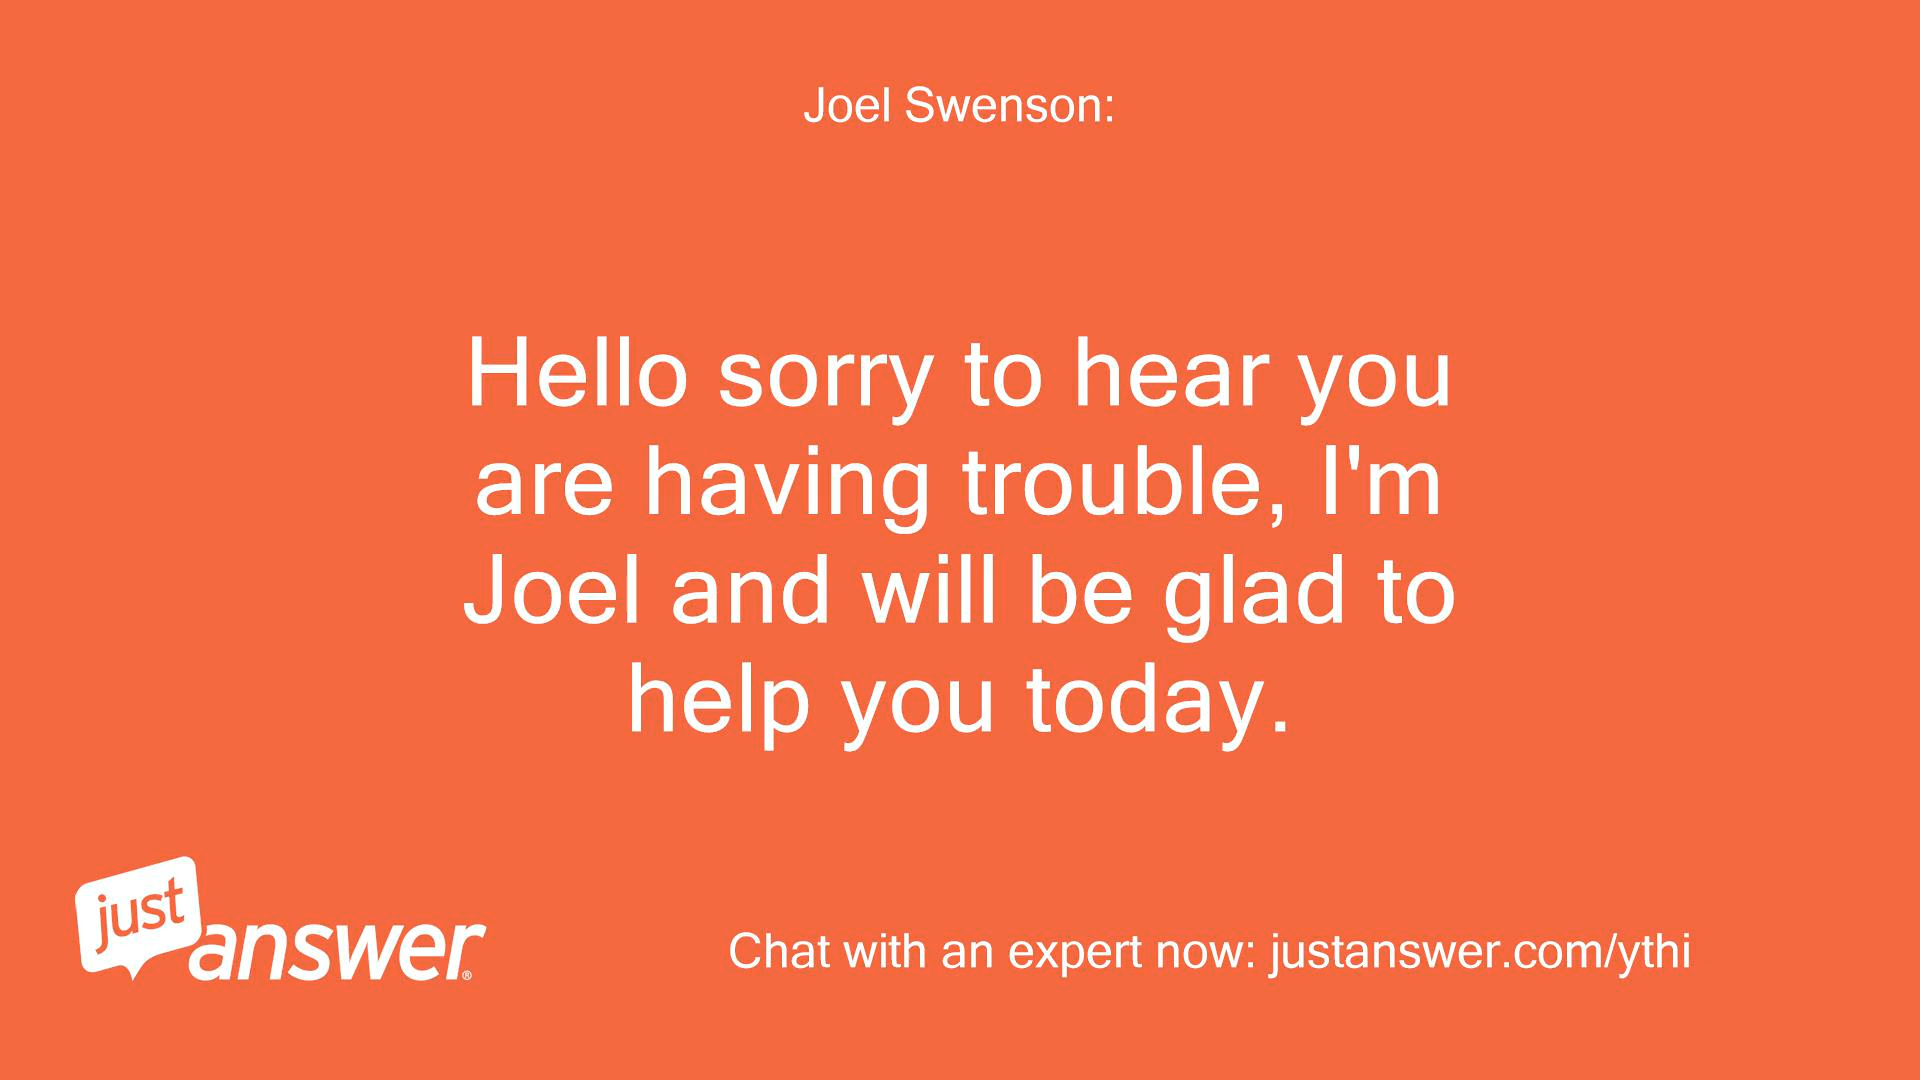 Joel Swenson:
Hello sorry to hear you
are having trouble, I'm
Joel and will be glad to
help you today.
just
answer®
Chat with an expert now: justanswer.com/ythi